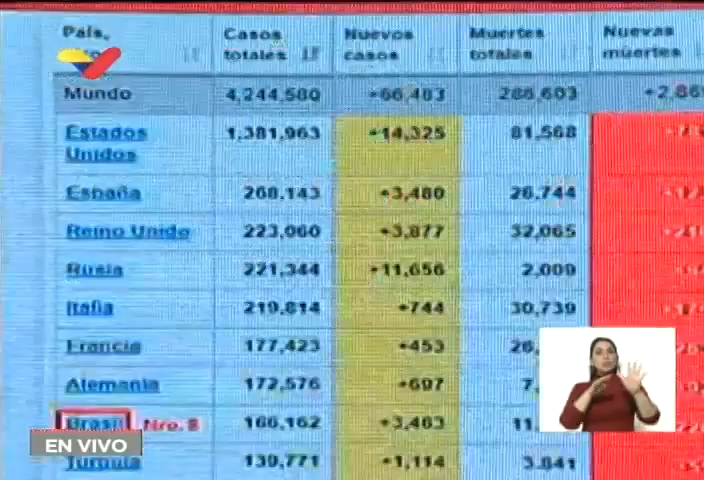 País, Casos Nuevos Muertes Nuevas
totales casos totales muertes
Mundo 4,244,580 +66,483 286,603
Estados 1,381,963 +14,325 81,568
Unidos
España 268,143 +3,480 26,744
Reino Unido 223,060 +3,877 32,065
Rusia 221,344 +11,656 2,009
Italia 219,814 +744 30,739
Francia 177,423 +453
Alemania 172,576 +697
Brasil Nro. 8 166,162 +3,463
EN VIVO
Turquía 139,771 +1,114 3.841